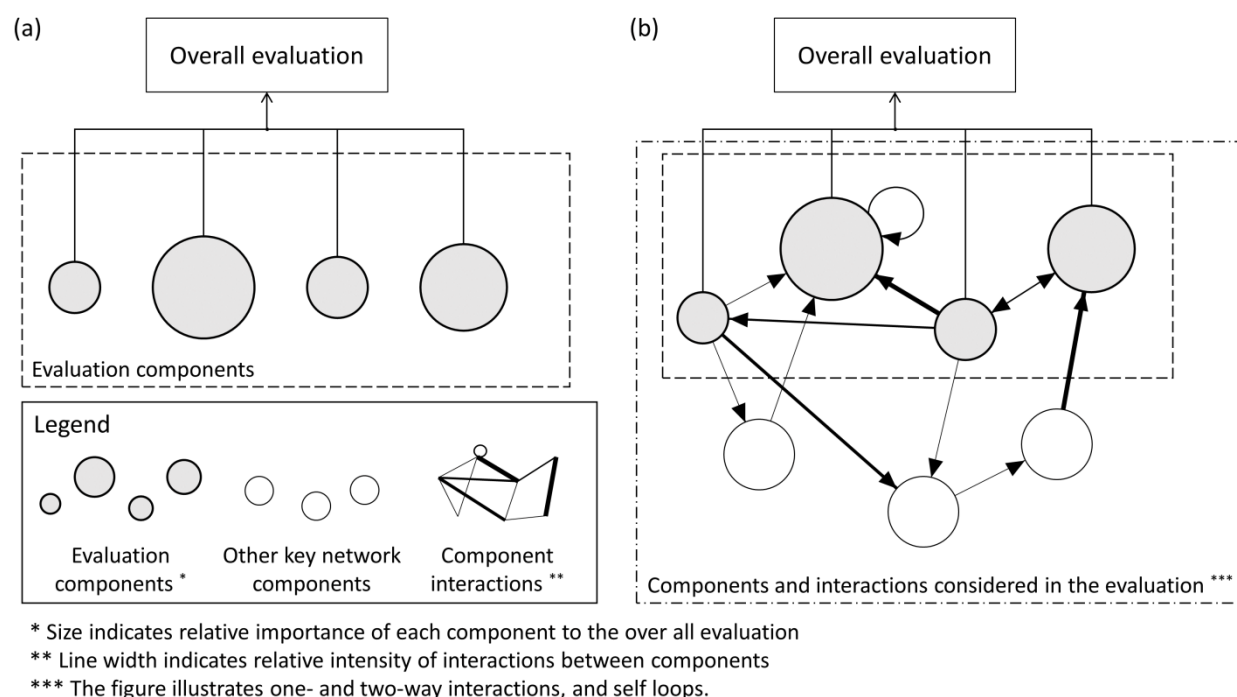 (a)
Overall evaluation
Evaluation components
Legend
Evaluation
components *
Other key network
components
Component
interactions **
(b)
Overall evaluation
Components and interactions considered in the evaluation ***
* Size indicates relative importance of each component to the over all evaluation
** Line width indicates relative intensity of interactions between components
*** The figure illustrates one- and two-way interactions, and self loops.